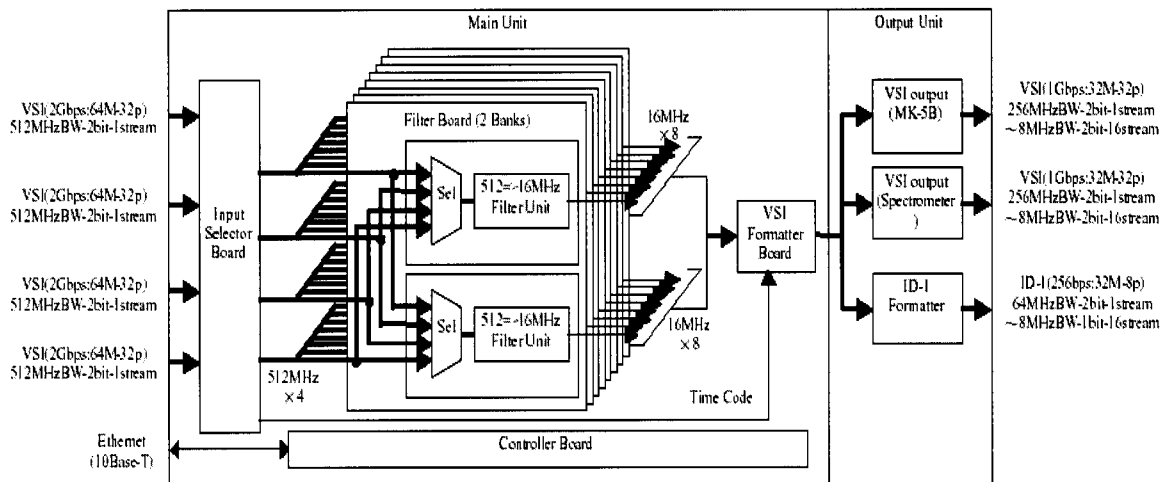 Main Unit
Output Unit
VSI(2Gbps:64M-32p)
512MHzBW-2bit-1stream
VSI(2Gbps:64M-32p)
512MHzBW-2bit-1stream
VSI(2Gbps:64M-32p)
512MHzBW-2bit-1stream
VSI(2Gbps:64M-32p)
512MHzBW-2bit-1stream
Input
Selector
Board
512MHz
×4
Filter Board (2 Banks)
Sel
512=-16MHz
Filter Unit
Sel
512=-16MHz
Filter Unit
16MHz
×8
16MHz
×8
VSI
Formatter
Board
Time Code
VSI output
(MK-5B)
VSI output
(Spectrometer
)
ID-1
Formatter
VSI(1Gbps:32M-32p)
256MHzBW-2bit-1stream
~8MHzBW-2bit-16stream
VSI(1Gbps:32M-32p)
256MHzBW-2bit-1stream
~8MHzBW-2bit-16stream
ID-1(256bps:32M-8p)
64MHzBW-2bit-1stream
~8MHzBW-1bit-16stream
Ethernet
(10Base-T)
Controller Board